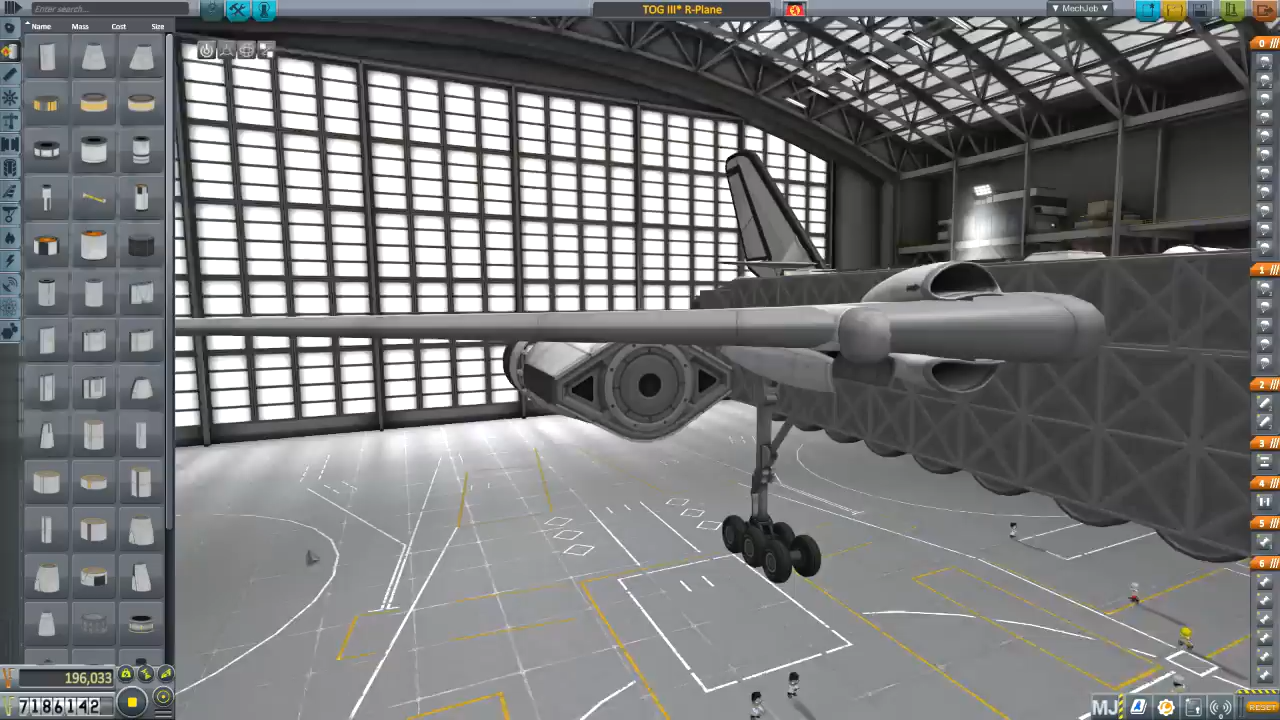 Enter search...
TOG III* R-Plane
▼ MechJeb ▼
Name Mass Cost Size
0
1
2
3
4
5
6
196,033
7186142
MJ
RESET